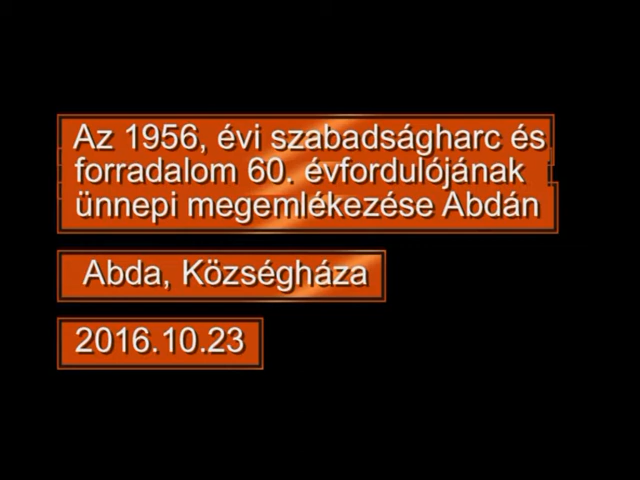 Az 1956, évi szabadságharc és
forradalom 60. évfordulójának
ünnepi megemlékezése Abdán
Abda, Községháza
2016.10.23